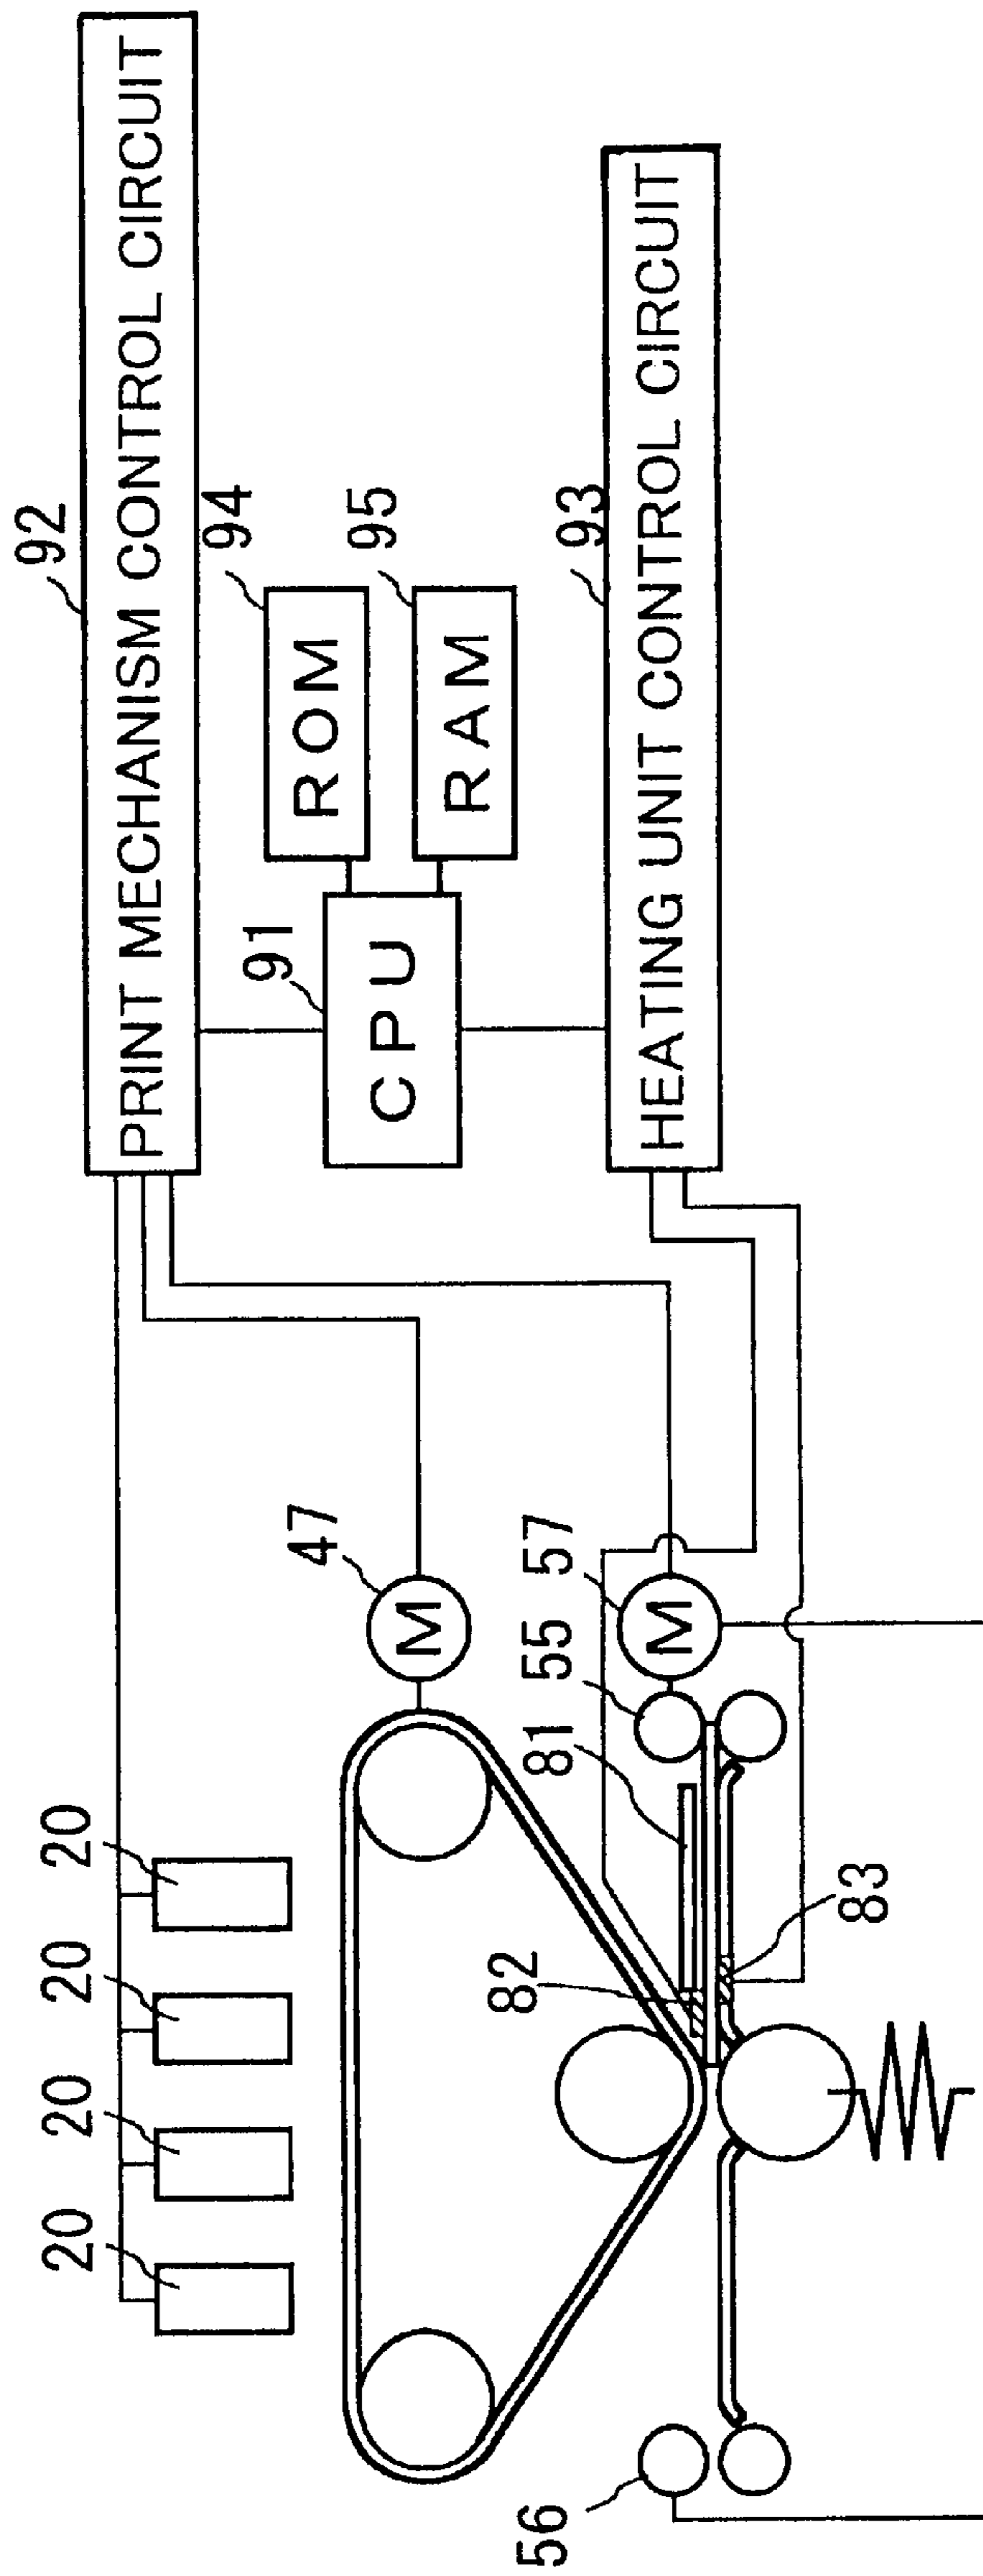 92
PRINT MECHANISM CONTROL CIRCUIT
94
ROM
95
RAM
91
CPU
93
HEATING UNIT CONTROL CIRCUIT
20
20
20
20
47
M
57
M
55
81
82
83
56